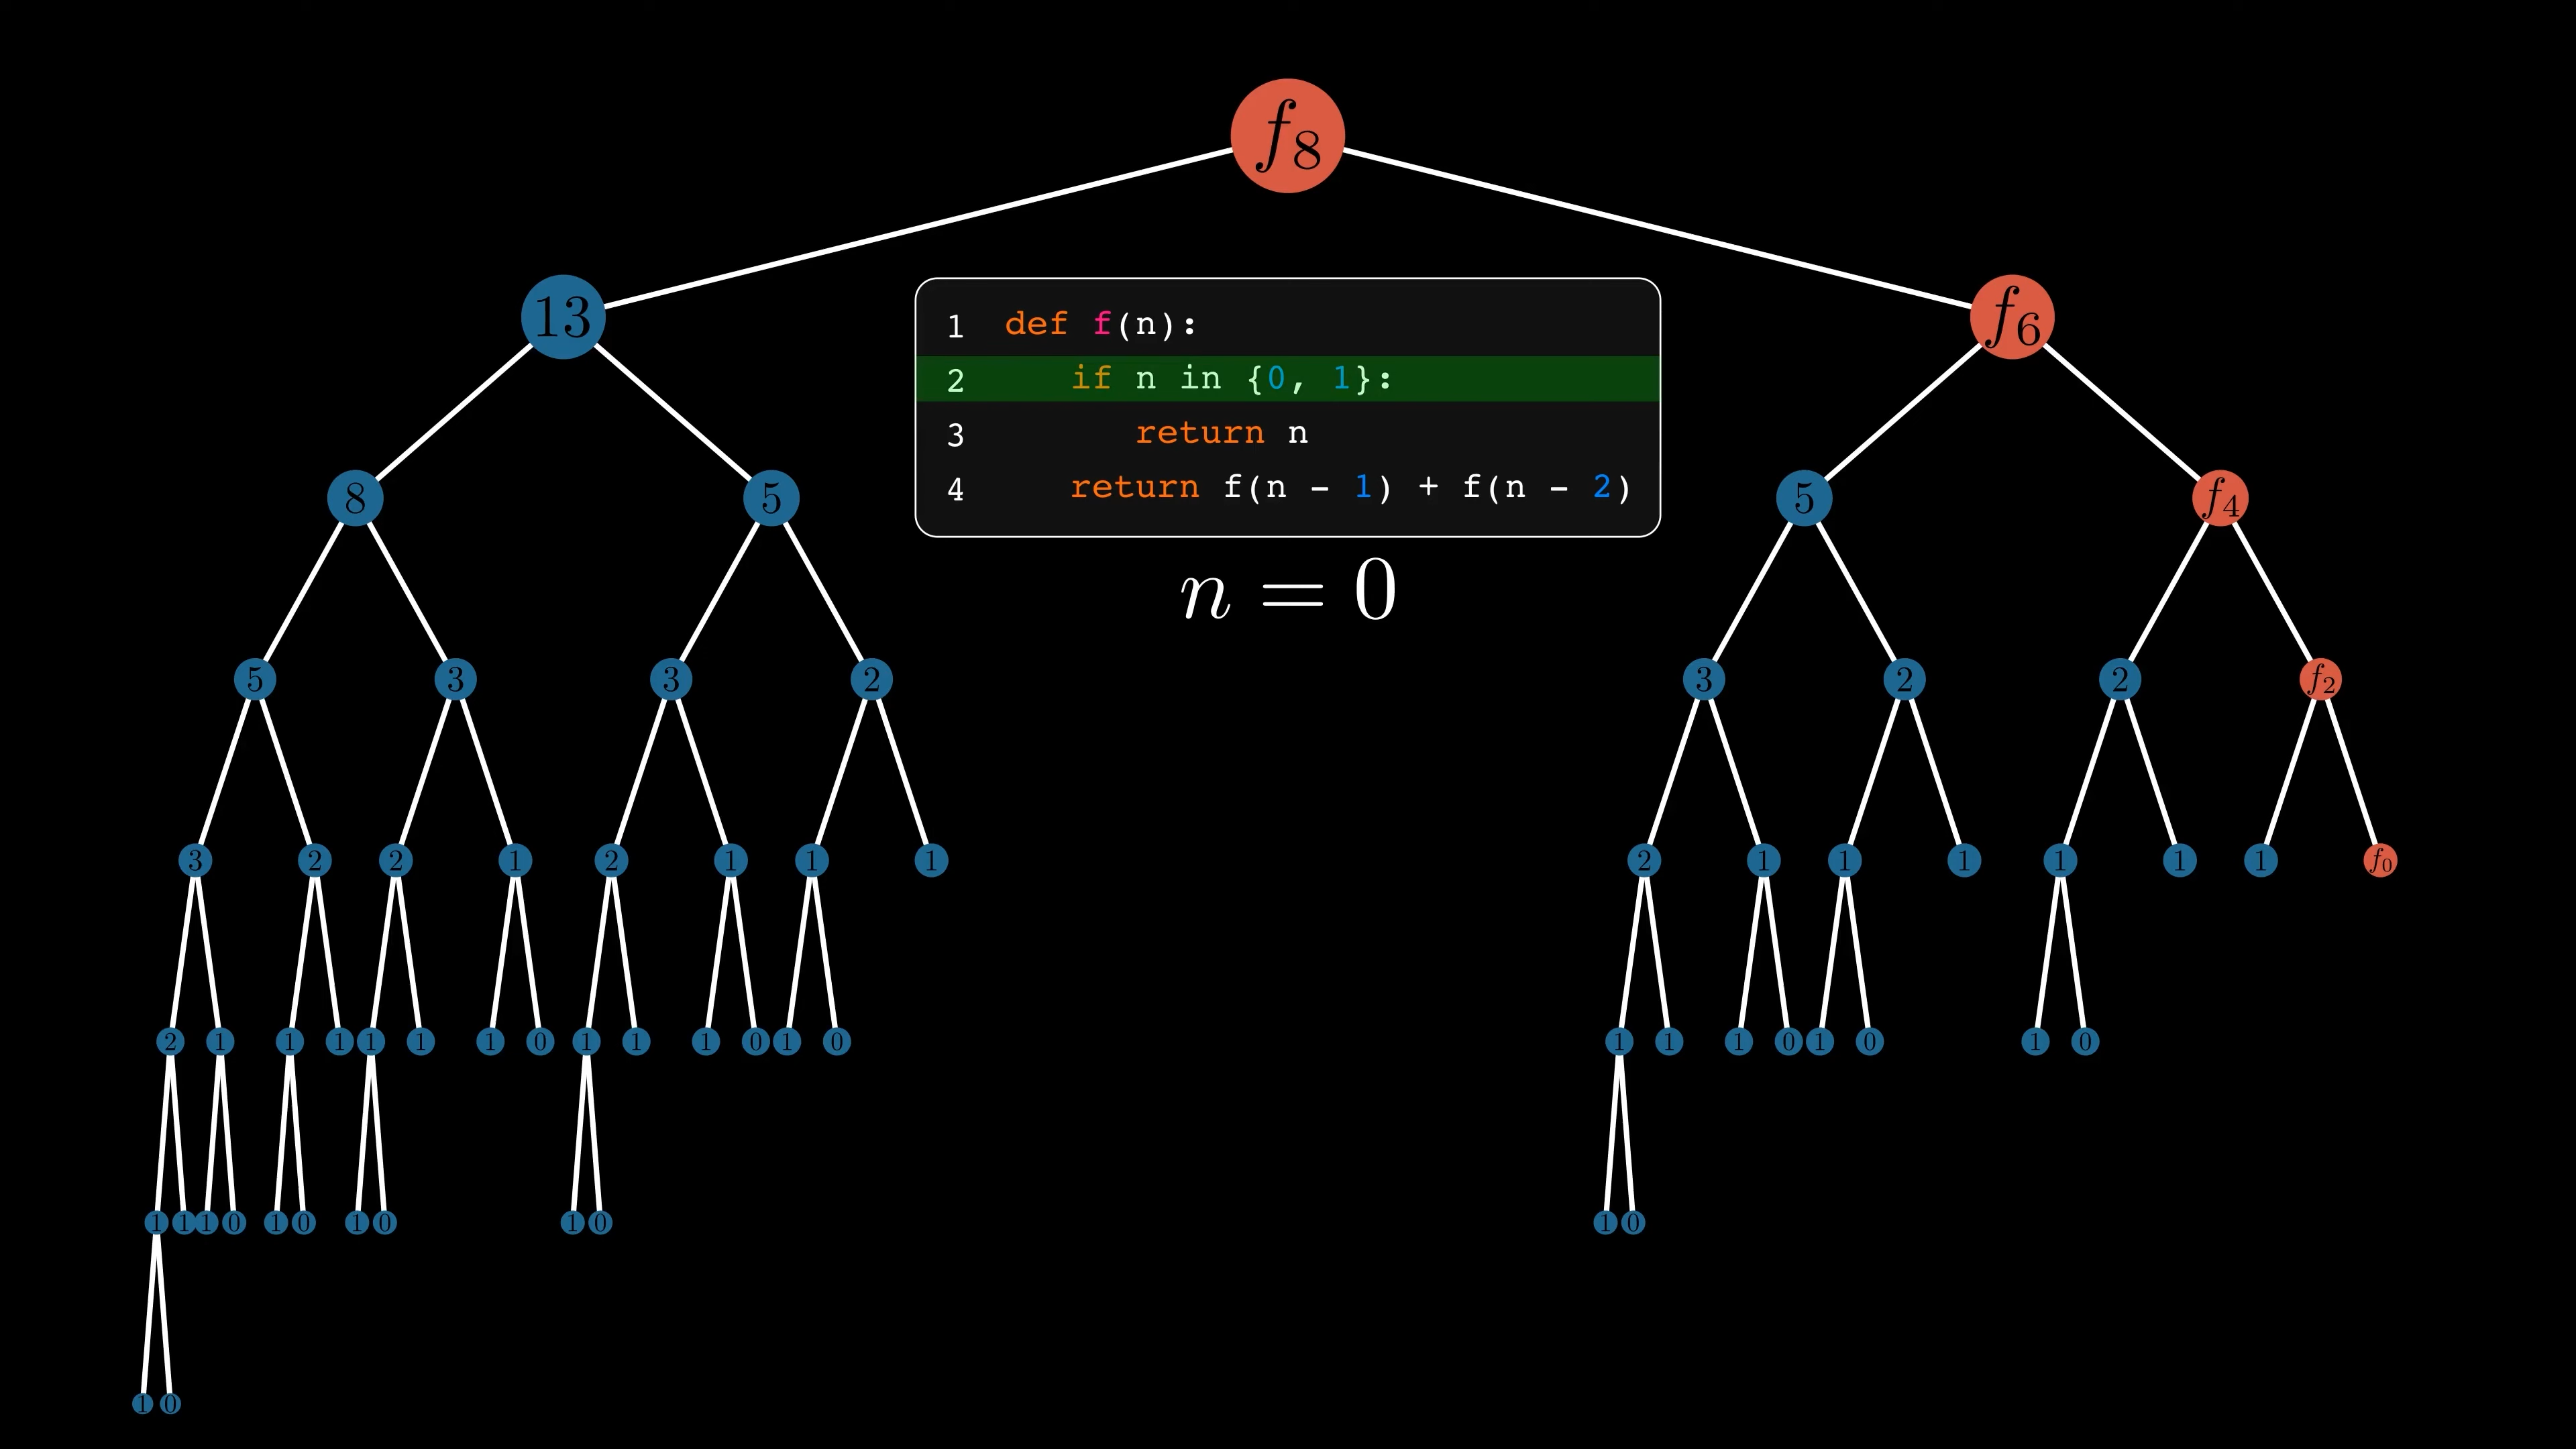 f8
13
f6
1 def f(n):
2 if n in {0, 1}:
3 return n
4 return f(n - 1) + f(n - 2)
8 5 5 f4
n = 0
5 3 3 2 3 2 2 f2
3 2 2 1 2 1 1 1 2 1 1 1 1 1 1 f0
2 1 1 1 1 1 1 0 1 1 1 0 1 0 1 1 1 0 1 0 1 0
1 1 1 0 1 0 1 0 1 0 1 0
1 0